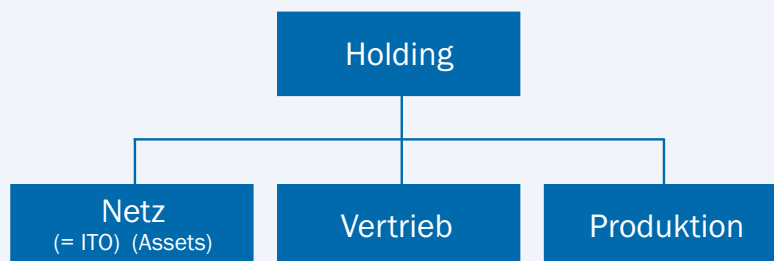 Holding
Netz
(= ITO) (Assets)
Vertrieb
Produktion